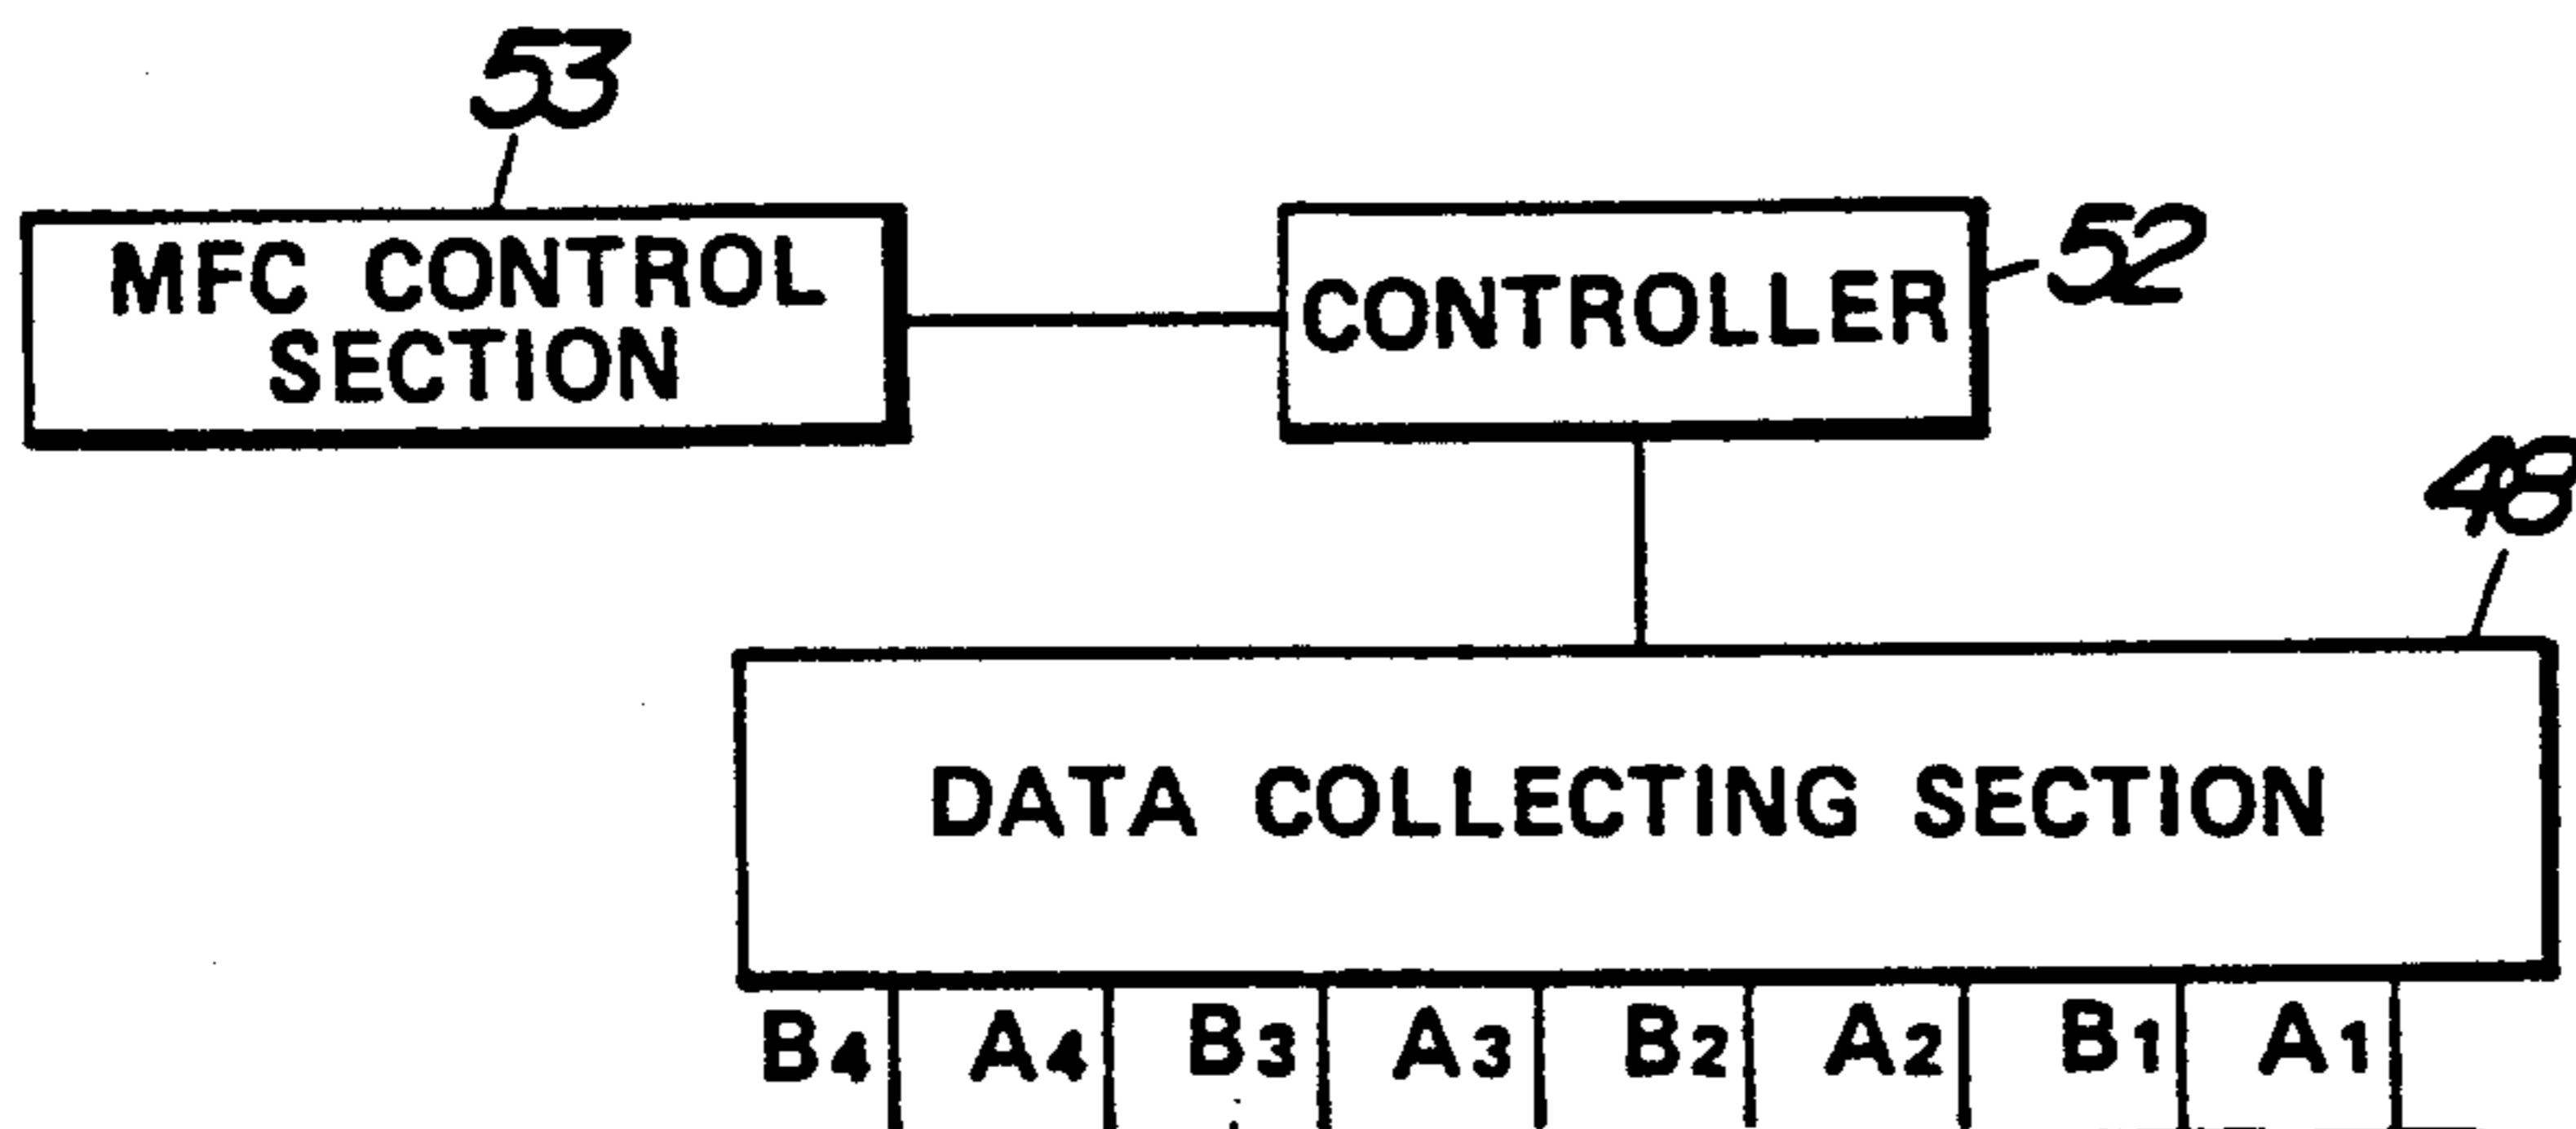 53
MFC CONTROL
SECTION
CONTROLLER
52
48
DATA COLLECTING SECTION
B4 A4 B3 A3 B2 A2 B1 A1